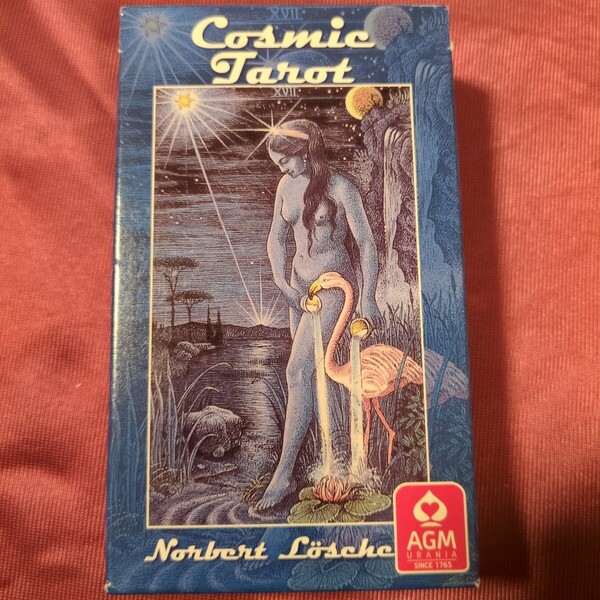 XVII
Cosmic
Tarot
XVII
Norbert Lösche
AGM
URANIA
SINCE 1765